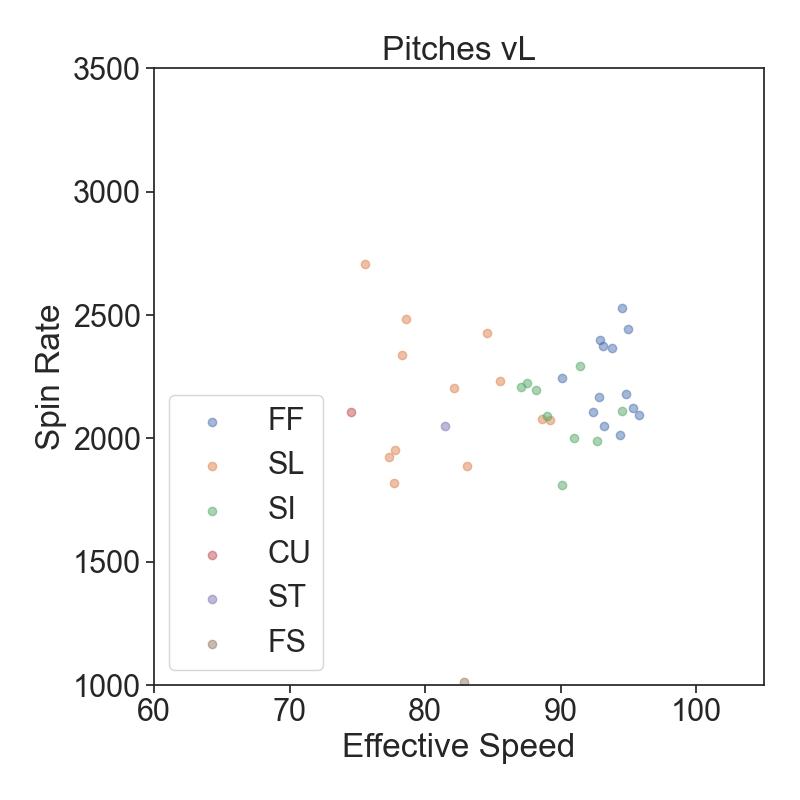 Pitches vL
3500
3000
2500
2000
1500
1000
Spin Rate
FF
SL
SI
CU
ST
FS
60 70 80 90 100
Effective Speed